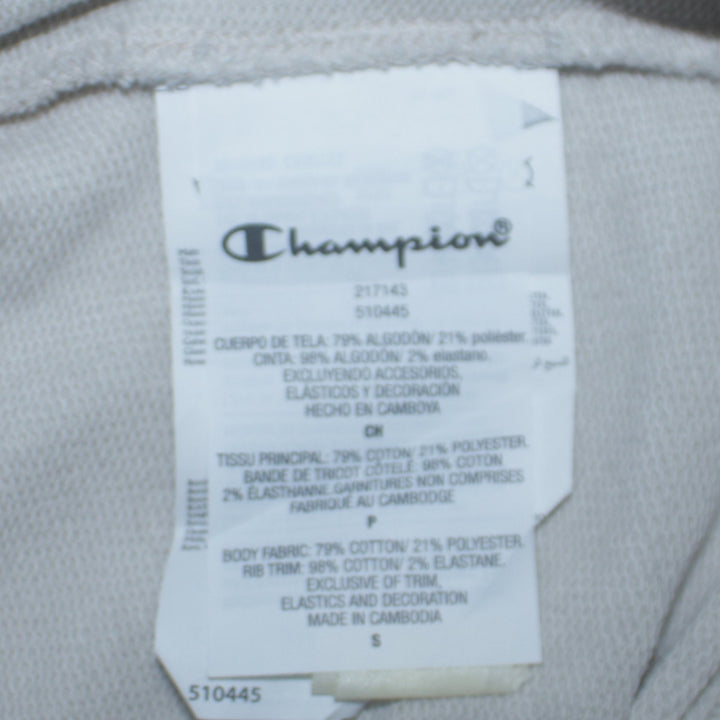 Champion®
217143
510445
CUERPO DE TELA: 79% ALGODÓN/ 21% poliéster.
CINTA: 98% ALGODÓN/ 2% elastano.
EXCLUYENDO ACCESORIOS,
ELÁSTICOS Y DECORACIÓN
HECHO EN CAMBOYA
CH
TISSU PRINCIPAL: 79% COTON/ 21% POLYESTER.
BANDE DE TRICOT CÔTELÉ: 98% COTON
2% ÉLASTHANNE.GARNITURES NON COMPRISES
FABRIQUÉ AU CAMBODGE
P
BODY FABRIC: 79% COTTON/ 21% POLYESTER.
RIB TRIM: 98% COTTON/ 2% ELASTANE.
EXCLUSIVE OF TRIM,
ELASTICS AND DECORATION
MADE IN CAMBODIA
S
510445